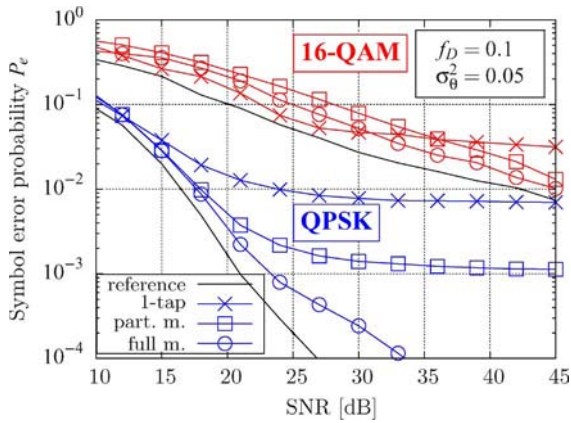 10^0
10^-1
10^-2
10^-3
10^-4
Symbol error probability P_e
16-QAM
f_D = 0.1
σ_θ^2 = 0.05
QPSK
reference
1-tap
part. m.
full m.
10 15 20 25 30 35 40 45
SNR [dB]